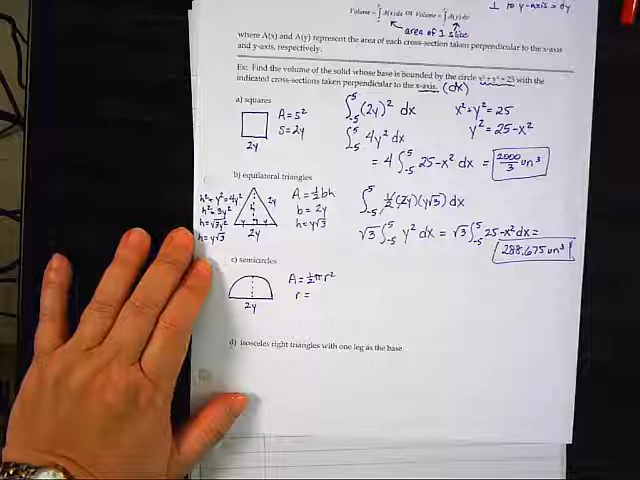 ⊥ to y-axis = dy
Volume = ∫ A(x) dx or Volume = ∫ A(y) dy
area of 1 slice
where A(x) and A(y) represent the area of each cross-section taken perpendicular to the x-axis
and y-axis, respectively.
Ex: Find the volume of the solid whose base is bounded by the circle x² + y² = 25 with the
indicated cross-sections taken perpendicular to the x-axis. (dx)
a) squares
2y
A = s²
s = 2y
∫₋₅⁵ (2y)² dx
x² + y² = 25
∫₋₅⁵ 4y² dx
y² = 25 - x²
= 4 ∫₋₅⁵ 25 - x² dx = 2000/3 un³
b) equilateral triangles
h² + y² = 4y²
h² = 3y²
h = √3y²
h = y√3
2y
h
y
y
2y
A = ½bh
b = 2y
h = y√3
∫₋₅⁵ ½(2y)(y√3) dx
√3 ∫₋₅⁵ y² dx = √3 ∫₋₅⁵ 25 - x² dx =
288.675 un³
c) semicircles
2y
A = ½πr²
r =
d) Isosceles right triangles with one leg as the base